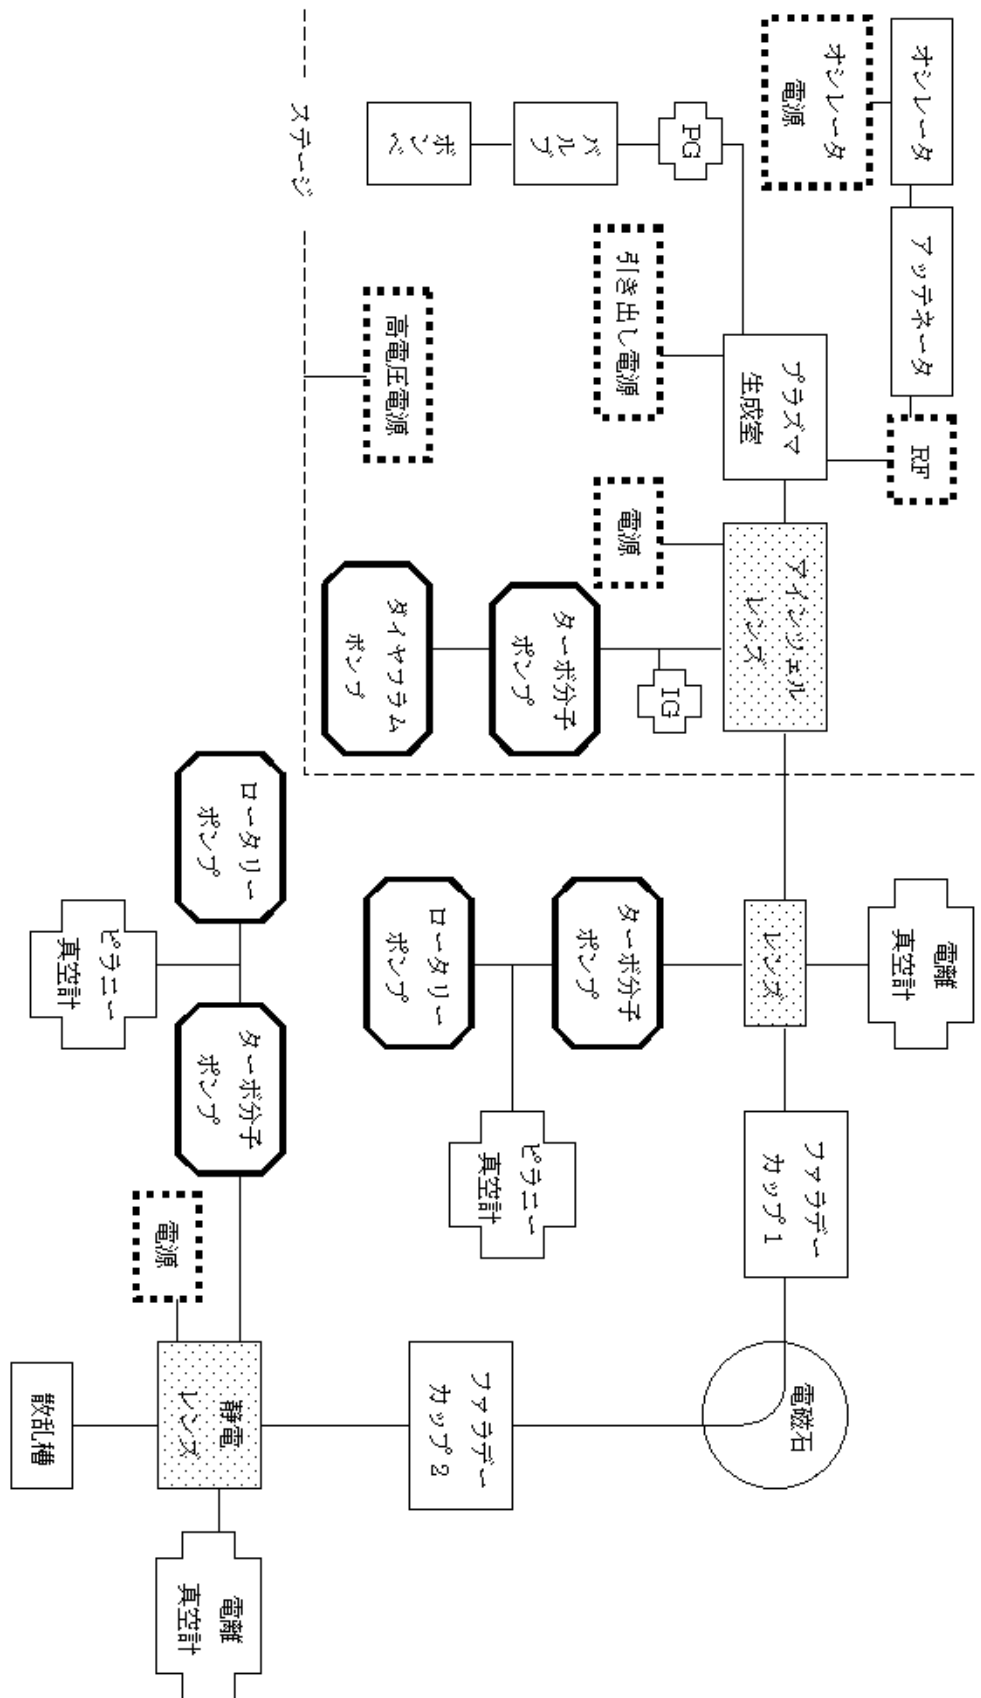 オシレータ
アッテネータ
RF
オシレータ
電源
プラズマ
生成室
アインツェル
レンズ
PG
バルブ
ボンベ
引き出し電源
電源
IG
ターボ分子
ポンプ
ダイヤフラム
ポンプ
高電圧電源
ステージ
電離
真空計
レンズ
ファラデー
カップ 1
電磁石
ターボ分子
ポンプ
ロータリー
ポンプ
ピラニー
真空計
ファラデー
カップ 2
ロータリー
ポンプ
ターボ分子
ポンプ
ピラニー
真空計
電源
静電
レンズ
散乱槽
電離
真空計